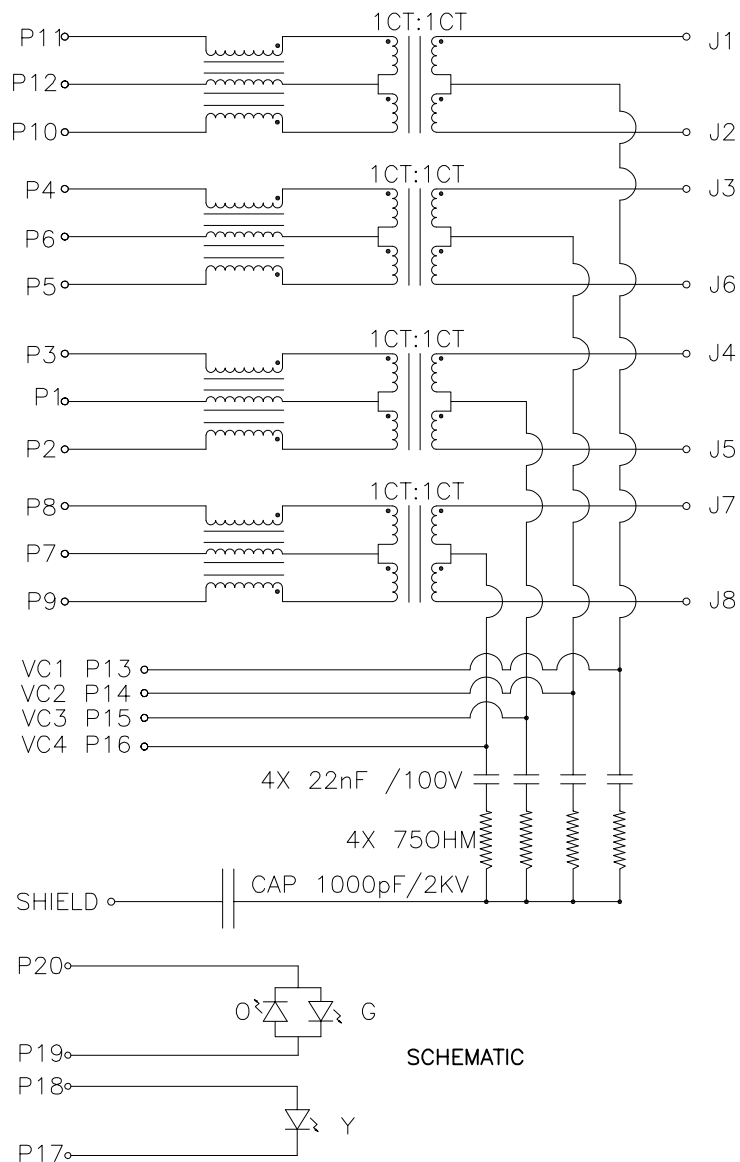 1CT:1CT
P11 J1
P12
P10 J2
1CT:1CT
P4 J3
P6
P5 J6
1CT:1CT
P3 J4
P1
P2 J5
1CT:1CT
P8 J7
P7
P9 J8
VC1 P13
VC2 P14
VC3 P15
VC4 P16
4X 22nF /100V
4X 75OHM
CAP 1000pF/2KV
SHIELD
P20
O G
P19
SCHEMATIC
P18
Y
P17